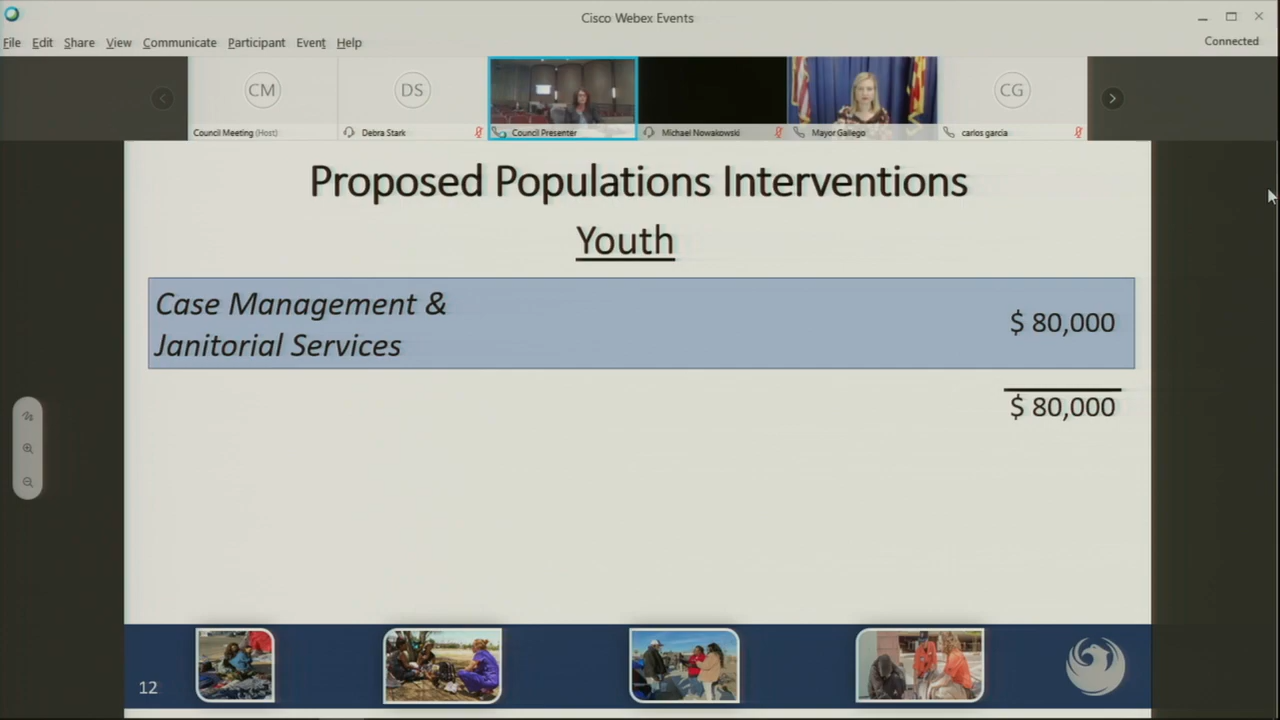 Cisco Webex Events
File Edit Share View Communicate Participant Event Help
Connected
CM
DS
CG
Council Meeting (Host)
Debra Stark
Council Presenter
Michael Nowakowski
Mayor Gallego
carlos garcia
Proposed Populations Interventions
Youth
Case Management &
Janitorial Services
$ 80,000
$ 80,000
12